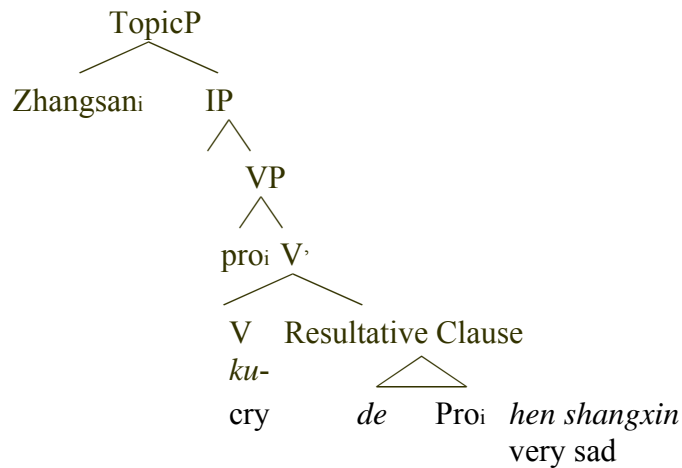 TopicP
Zhangsani IP
VP
proi V’
V Resultative Clause
ku-
cry de Proi hen shangxin
very sad